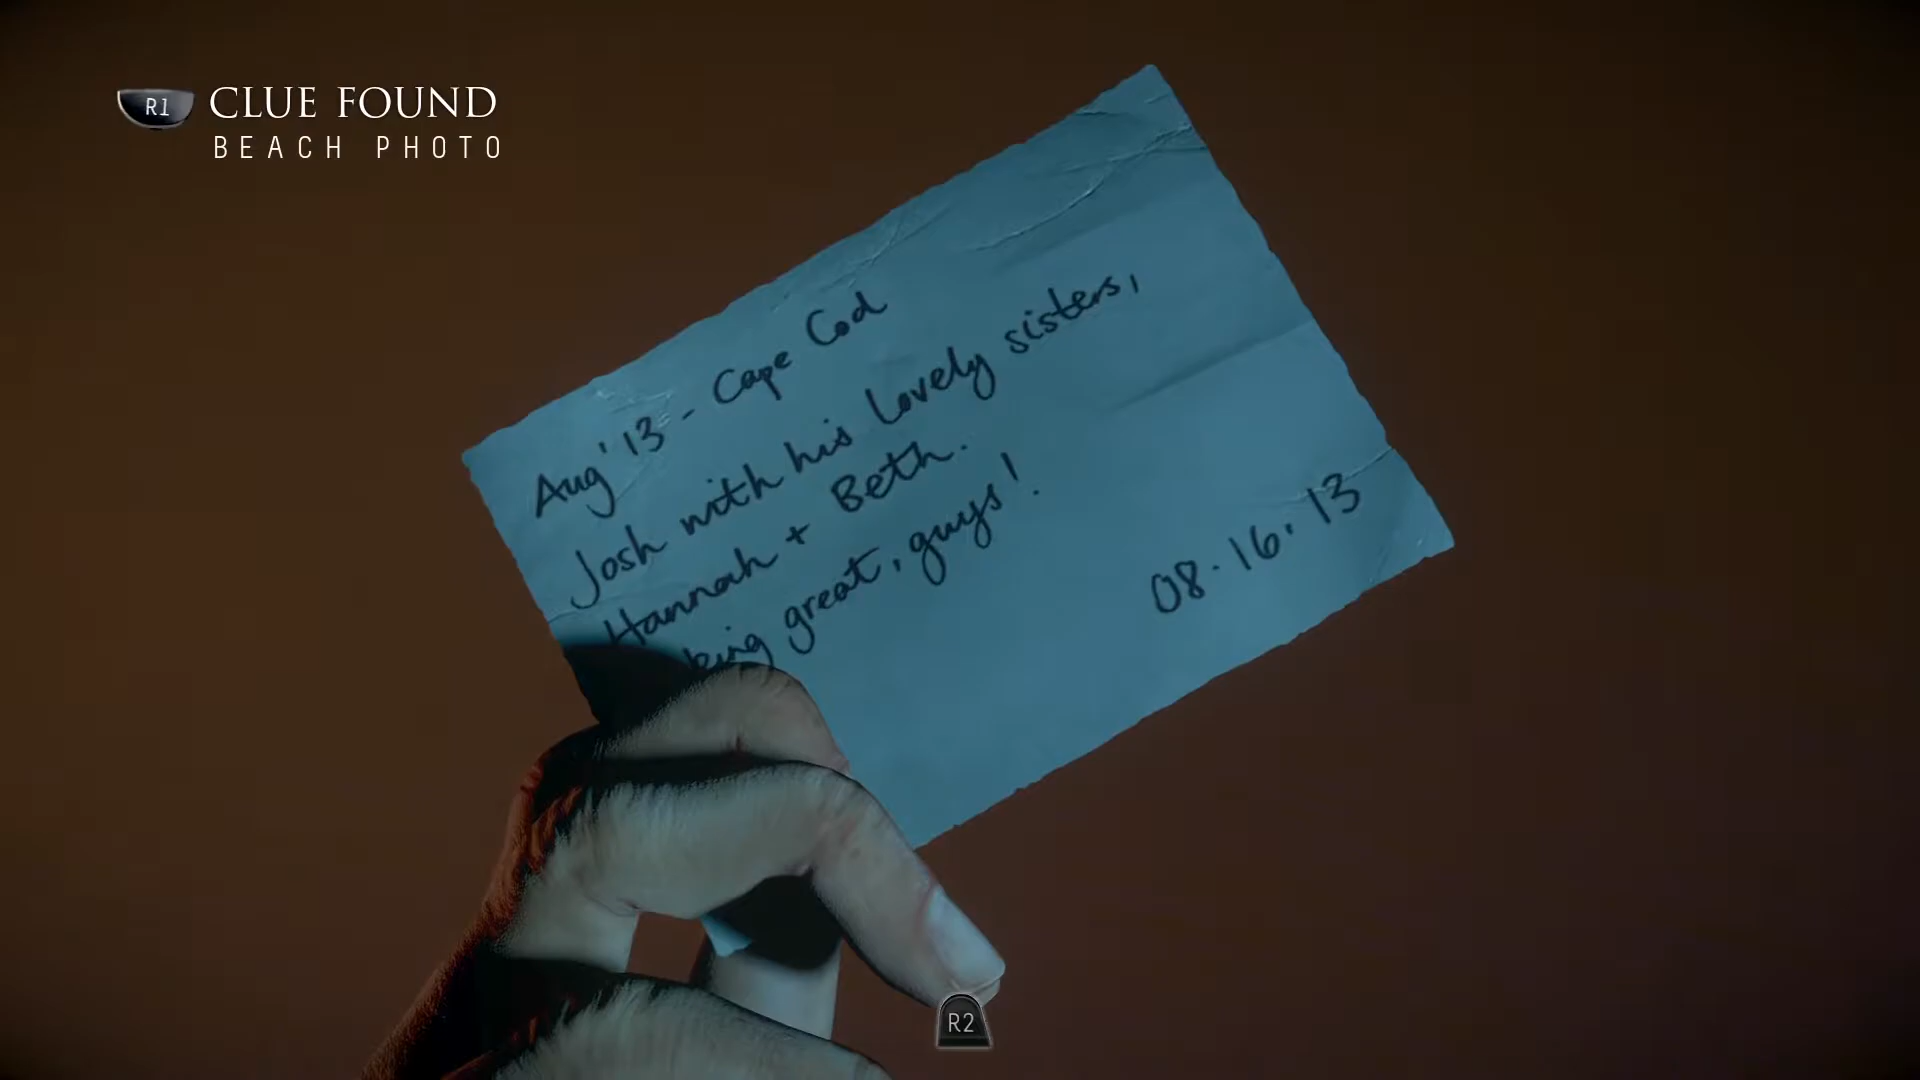 R1 CLUE FOUND
BEACH PHOTO
Aug '13 - Cape Cod
Josh with his lovely sisters,
Hannah + Beth.
great, guys!
08.16.13
R2